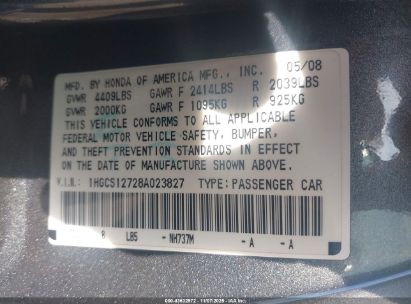 MFD. BY HONDA OF AMERICA MFG., INC. 05/08
GVWR 4409LBS GAWR F 2414LBS R 2039LBS
GVWR 2000KG GAWR F 1095KG R 925KG
THIS VEHICLE CONFORMS TO ALL APPLICABLE
FEDERAL MOTOR VEHICLE SAFETY, BUMPER,
AND THEFT PREVENTION STANDARDS IN EFFECT
ON THE DATE OF MANUFACTURE SHOWN ABOVE.
V.I.N: 1HGCS12728A023827 TYPE: PASSENGER CAR
8 LB5 - NH737M - A - A